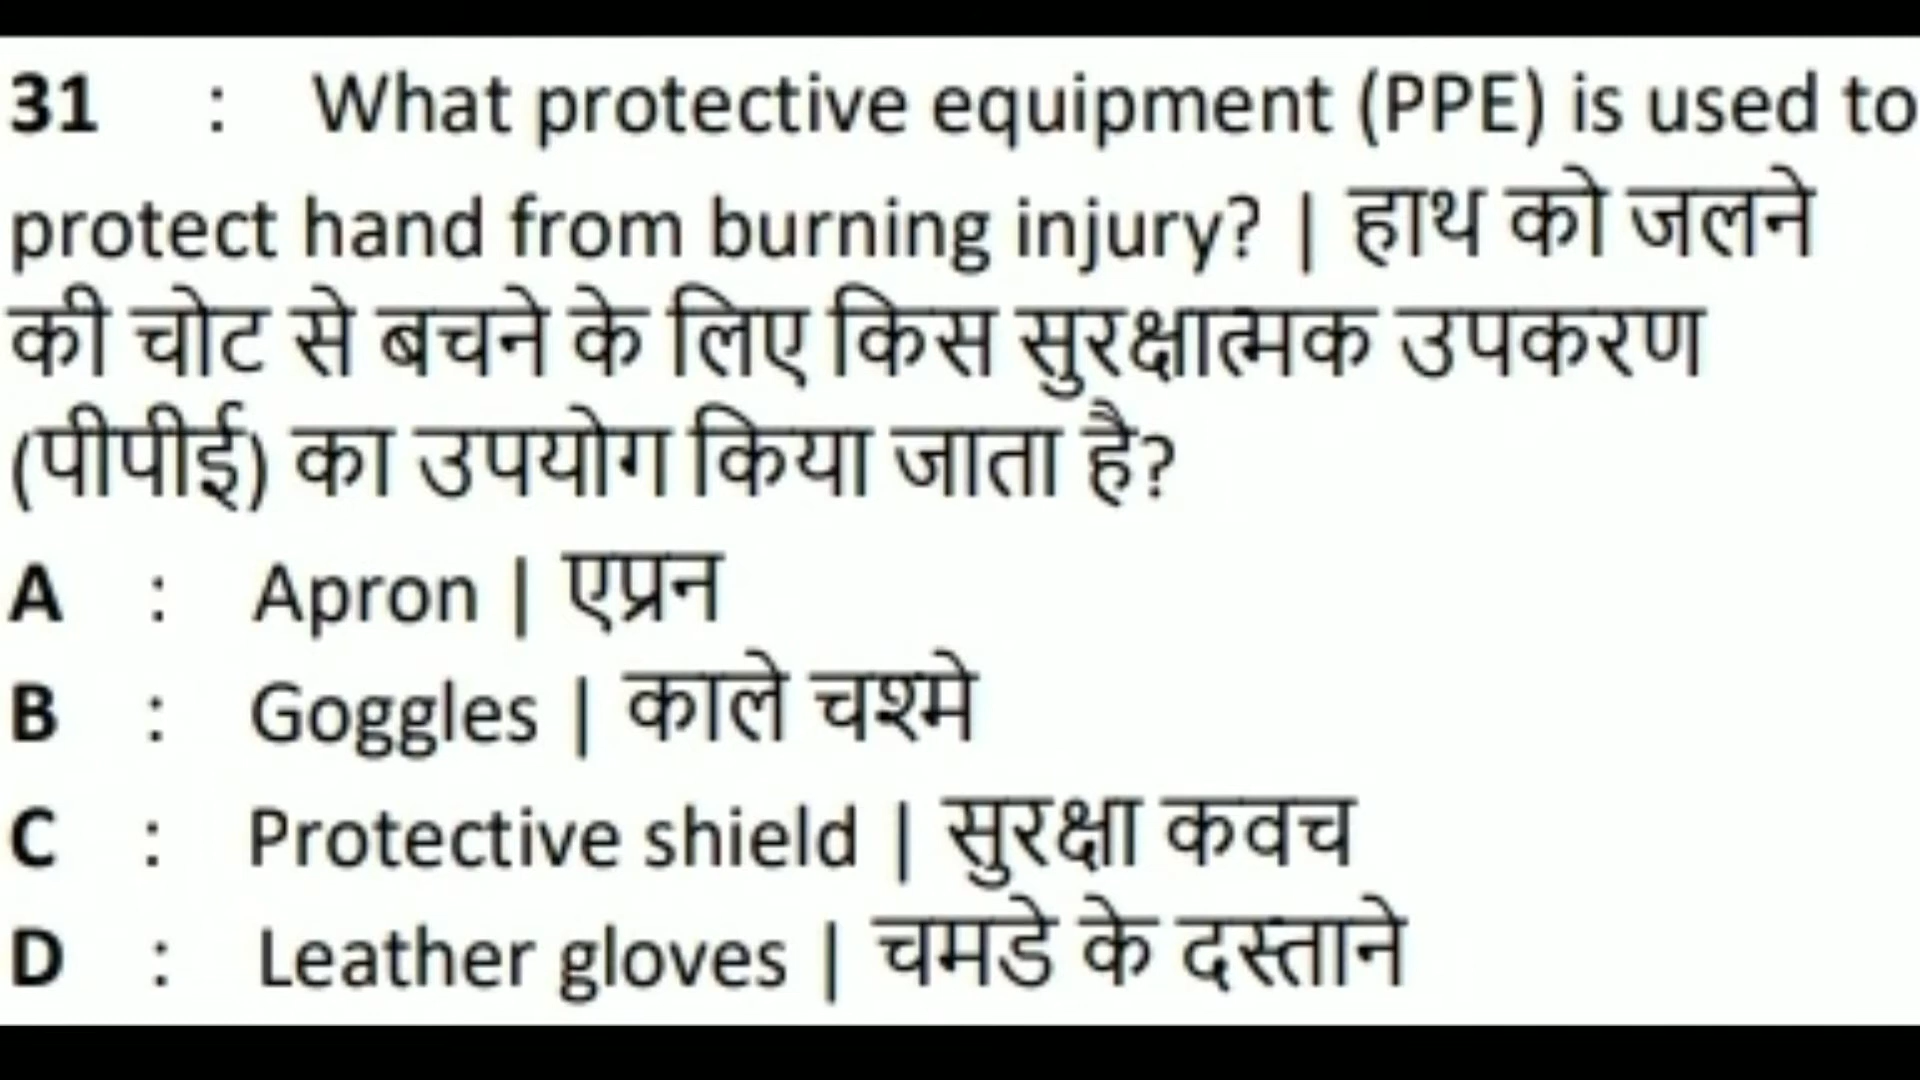 31 : What protective equipment (PPE) is used to
protect hand from burning injury? | हाथ को जलने
की चोट से बचने के लिए किस सुरक्षात्मक उपकरण
(पीपीई) का उपयोग किया जाता है?
A : Apron | एप्रन
B : Goggles | काले चश्मे
C : Protective shield | सुरक्षा कवच
D : Leather gloves | चमडे के दस्ताने